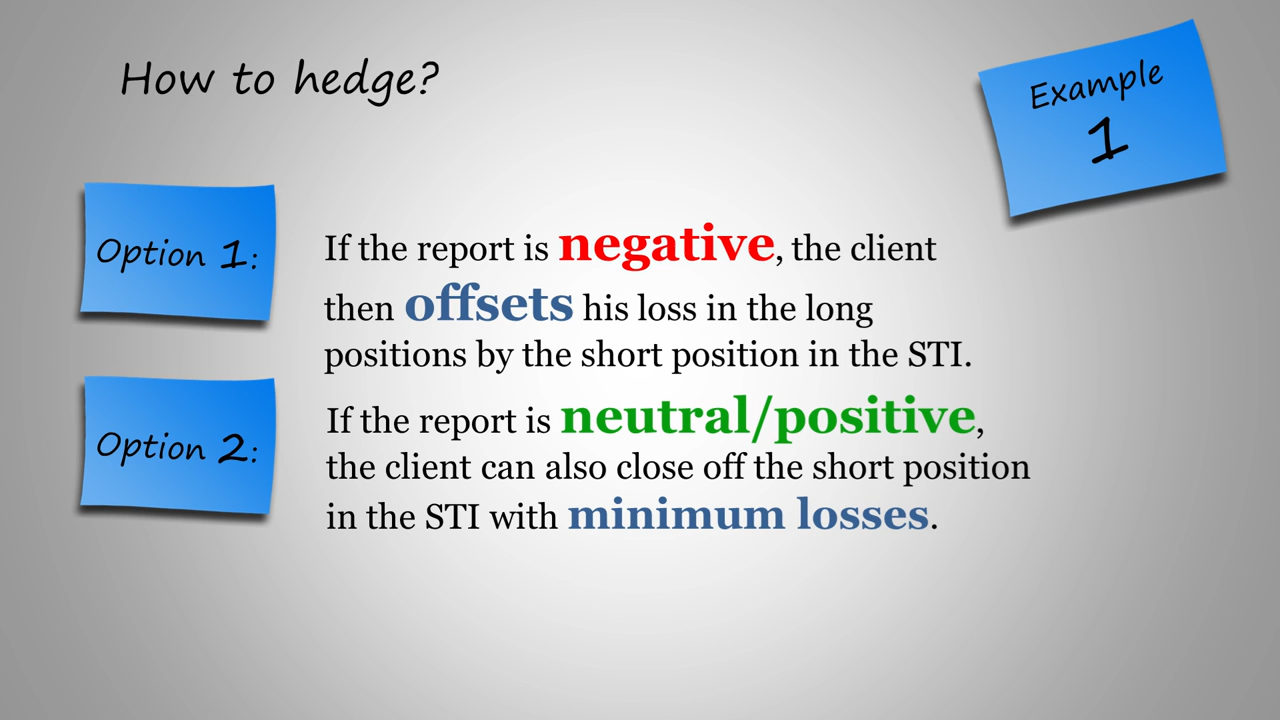 How to hedge?
Example
1
Option 1:
If the report is negative, the client
then offsets his loss in the long
positions by the short position in the STI.
Option 2:
If the report is neutral/positive,
the client can also close off the short position
in the STI with minimum losses.